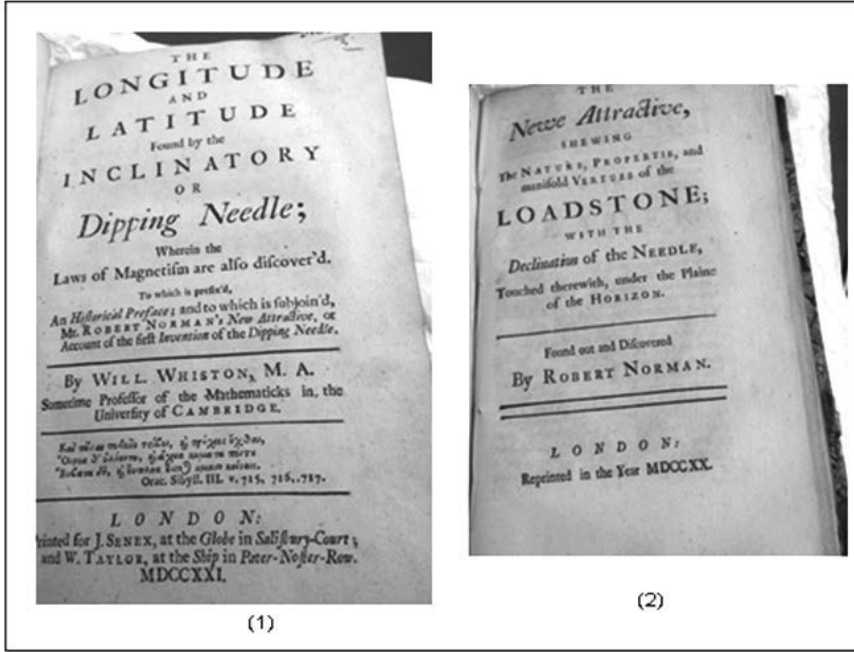 THE
LONGITUDE
AND
LATITUDE
Found by the
INCLINATORY
OR
Dipping Needle;
Wherein the
Laws of Magnetiſm are alſo diſcover'd.
To which is prefix'd,
An Hiſtorical Preface; and to which is ſubjoin'd,
Mr. ROBERT NORMAN's New Attractive, or
Account of the firſt Invention of the Dipping Needle.
By WILL. WHISTON, M. A.
Sometime Profeſſor of the Mathematicks in the
Univerſity of CAMBRIDGE.
Orac. Sibyll. III. v. 715, 716, 717.
LONDON:
Printed for J. SENEX, at the Globe in Saliſbury-Court;
and W. TAYLOR, at the Ship in Pater-Noſter-Row.
MDCCXXI.
(1)
THE
Newe Attractive,
SHEWING
The NATURE, PROPERTIE, and
manifold VERTUES of the
LOADSTONE;
WITH THE
Declination of the NEEDLE,
Touched therewith, under the Plaine
of the HORIZON.
Found out and Diſcovered
By ROBERT NORMAN.
LONDON:
Reprinted in the Year MDCCXX.
(2)